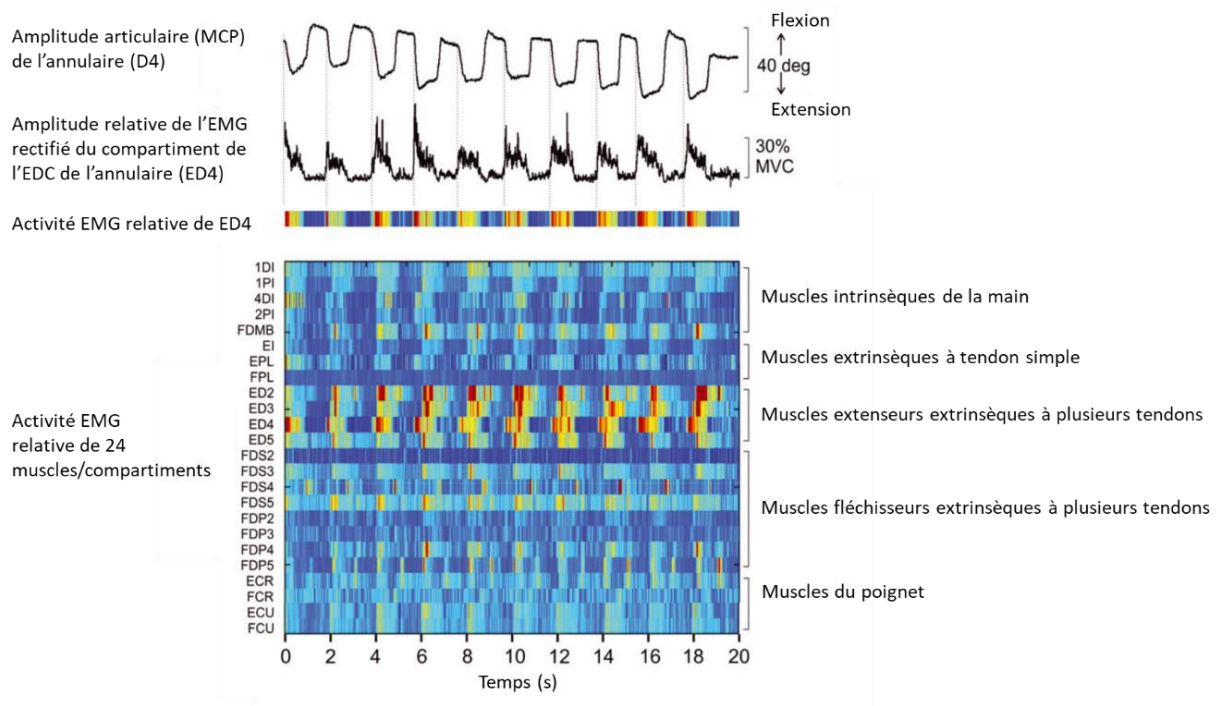 Amplitude articulaire (MCP)
de l’annulaire (D4)
Flexion
40 deg
Extension
Amplitude relative de l’EMG
rectifié du compartiment de
l’EDC de l’annulaire (ED4)
30%
MVC
Activité EMG relative de ED4
Activité EMG
relative de 24
muscles/compartiments
1DI
1PI
4DI
2PI
FDMB
EI
EPL
FPL
ED2
ED3
ED4
ED5
FDS2
FDS3
FDS4
FDS5
FDP2
FDP3
FDP4
FDP5
ECR
FCR
ECU
FCU
Muscles intrinsèques de la main
Muscles extrinsèques à tendon simple
Muscles extenseurs extrinsèques à plusieurs tendons
Muscles fléchisseurs extrinsèques à plusieurs tendons
Muscles du poignet
0 2 4 6 8 10 12 14 16 18 20
Temps (s)